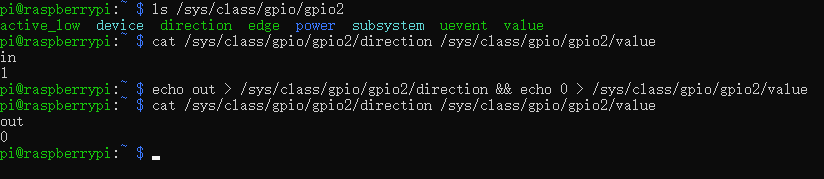 pi@raspberrypi:~ $ ls /sys/class/gpio/gpio2
active_low  device  direction  edge  power  subsystem  uevent  value
pi@raspberrypi:~ $ cat /sys/class/gpio/gpio2/direction /sys/class/gpio/gpio2/value
in
1
pi@raspberrypi:~ $ echo out > /sys/class/gpio/gpio2/direction && echo 0 > /sys/class/gpio/gpio2/value
pi@raspberrypi:~ $ cat /sys/class/gpio/gpio2/direction /sys/class/gpio/gpio2/value
out
0
pi@raspberrypi:~ $